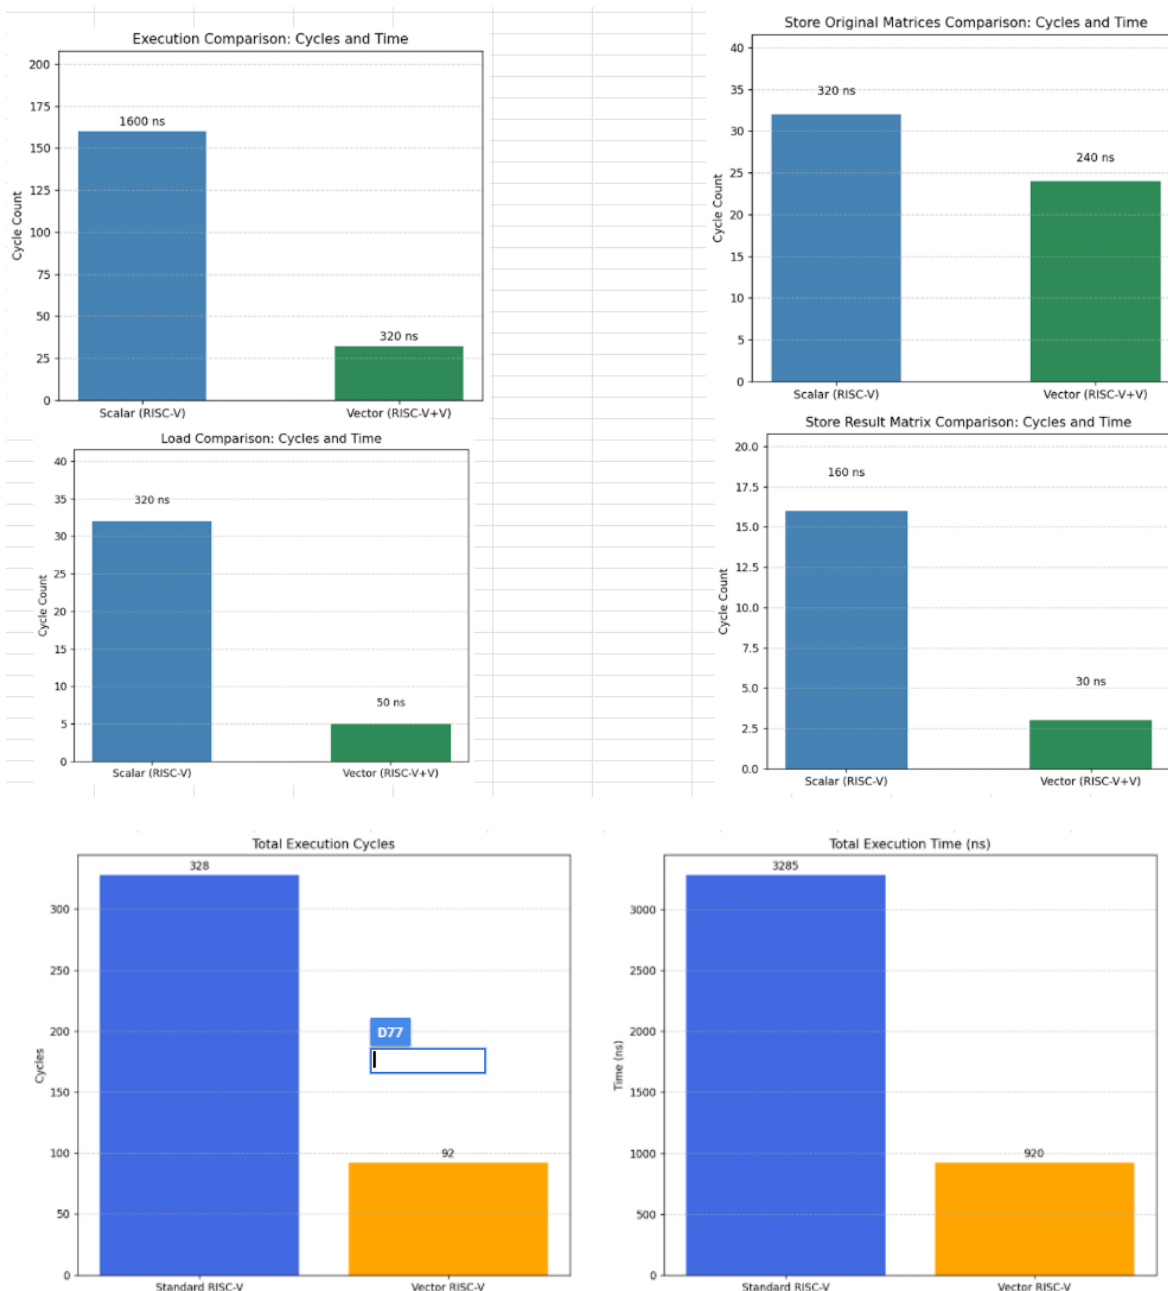 Execution Comparison: Cycles and Time
200
175
150
125
100
75
50
25
0
Cycle Count
1600 ns
320 ns
Scalar (RISC-V)
Vector (RISC-V+V)
Store Original Matrices Comparison: Cycles and Time
40
35
30
25
20
15
10
5
0
Cycle Count
320 ns
240 ns
Scalar (RISC-V)
Vector (RISC-V+V)
Load Comparison: Cycles and Time
40
35
30
25
20
15
10
5
0
Cycle Count
320 ns
50 ns
Scalar (RISC-V)
Vector (RISC-V+V)
Store Result Matrix Comparison: Cycles and Time
20.0
17.5
15.0
12.5
10.0
7.5
5.0
2.5
0.0
Cycle Count
160 ns
30 ns
Scalar (RISC-V)
Vector (RISC-V+V)
Total Execution Cycles
300
250
200
150
100
50
0
Cycles
328
D77
92
Standard RISC-V
Vector RISC-V
Total Execution Time (ns)
3000
2500
2000
1500
1000
500
0
Time (ns)
3285
920
Standard RISC-V
Vector RISC-V